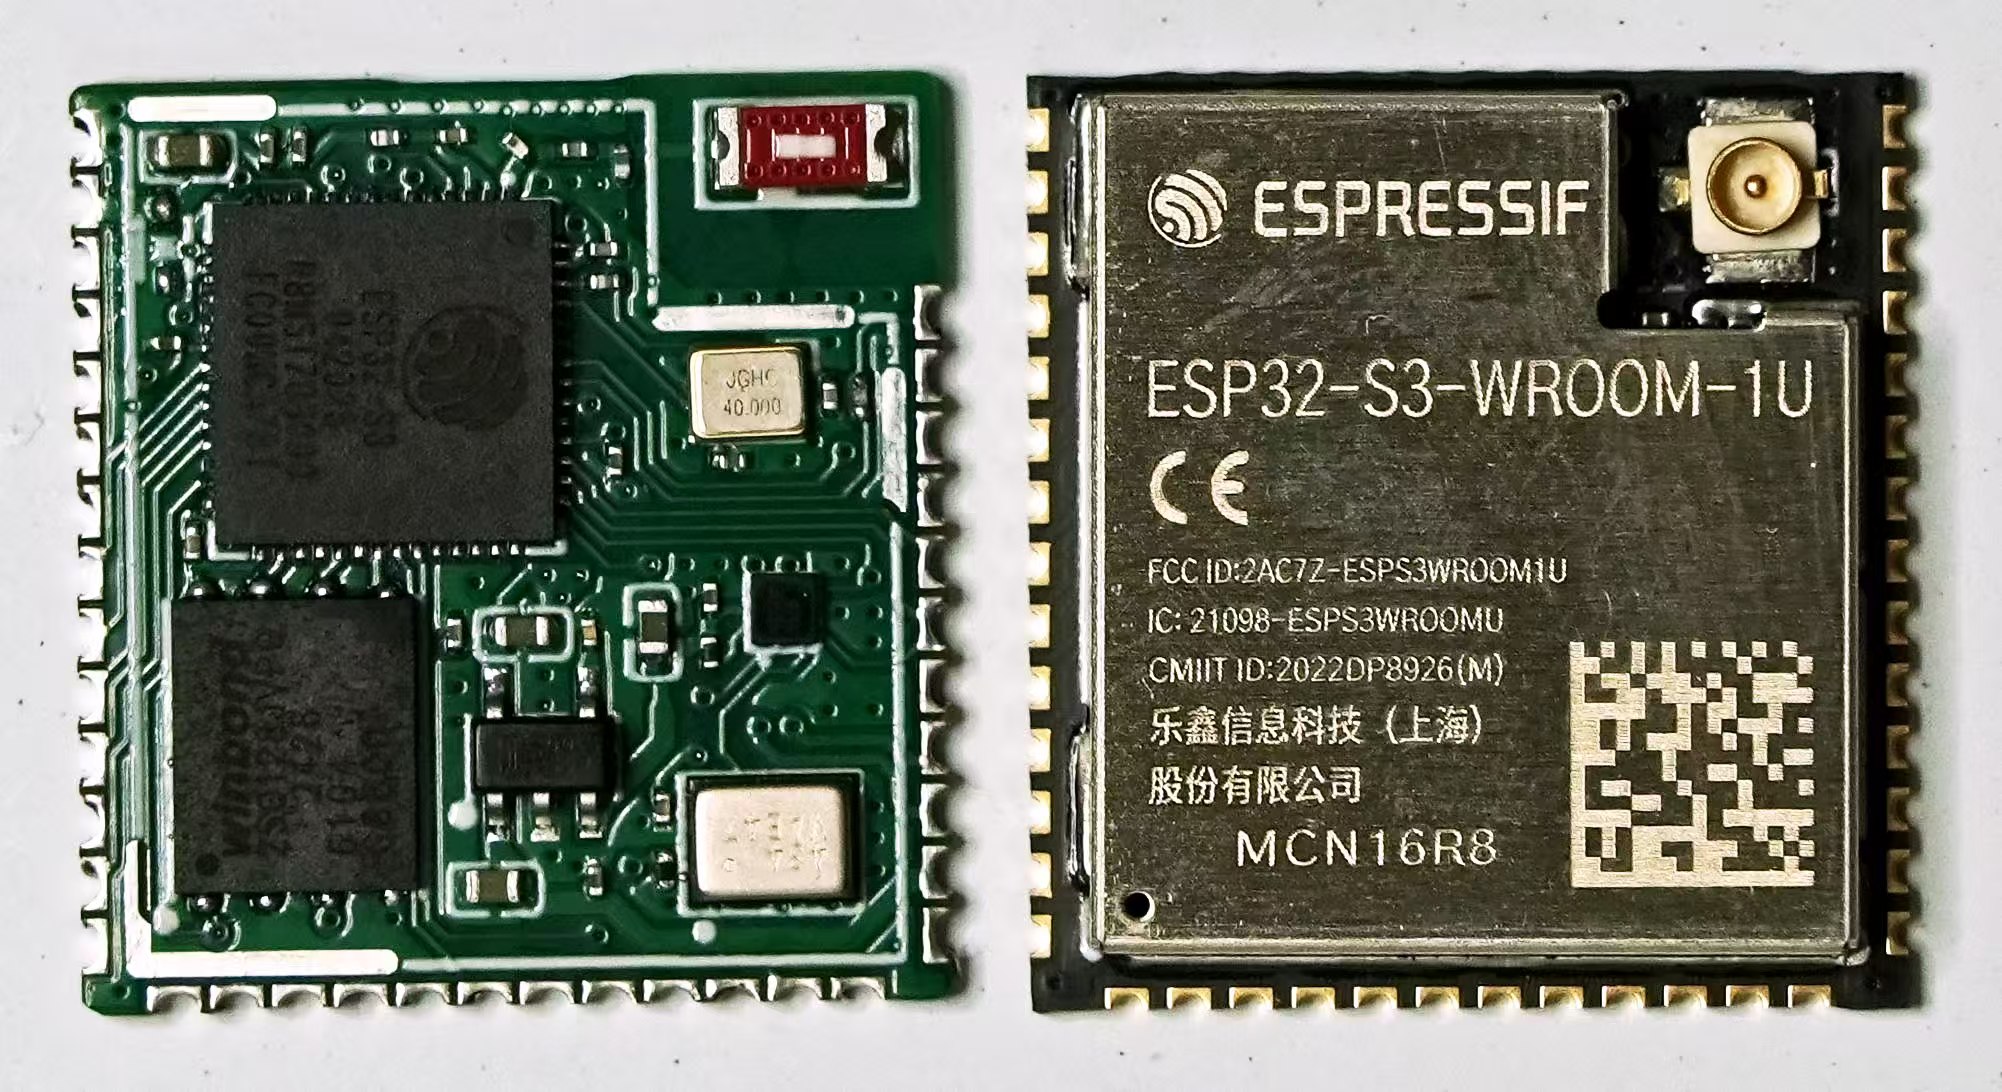 JGHC
40.000
winbond
ESPRESSIF
ESP32-S3-WROOM-1U
CE
FCC ID:2AC7Z-ESPS3WROOM1U
IC: 21098-ESPS3WROOMU
CMIIT ID:2022DP8926(M)
乐鑫信息科技（上海）
股份有限公司
MCN16R8